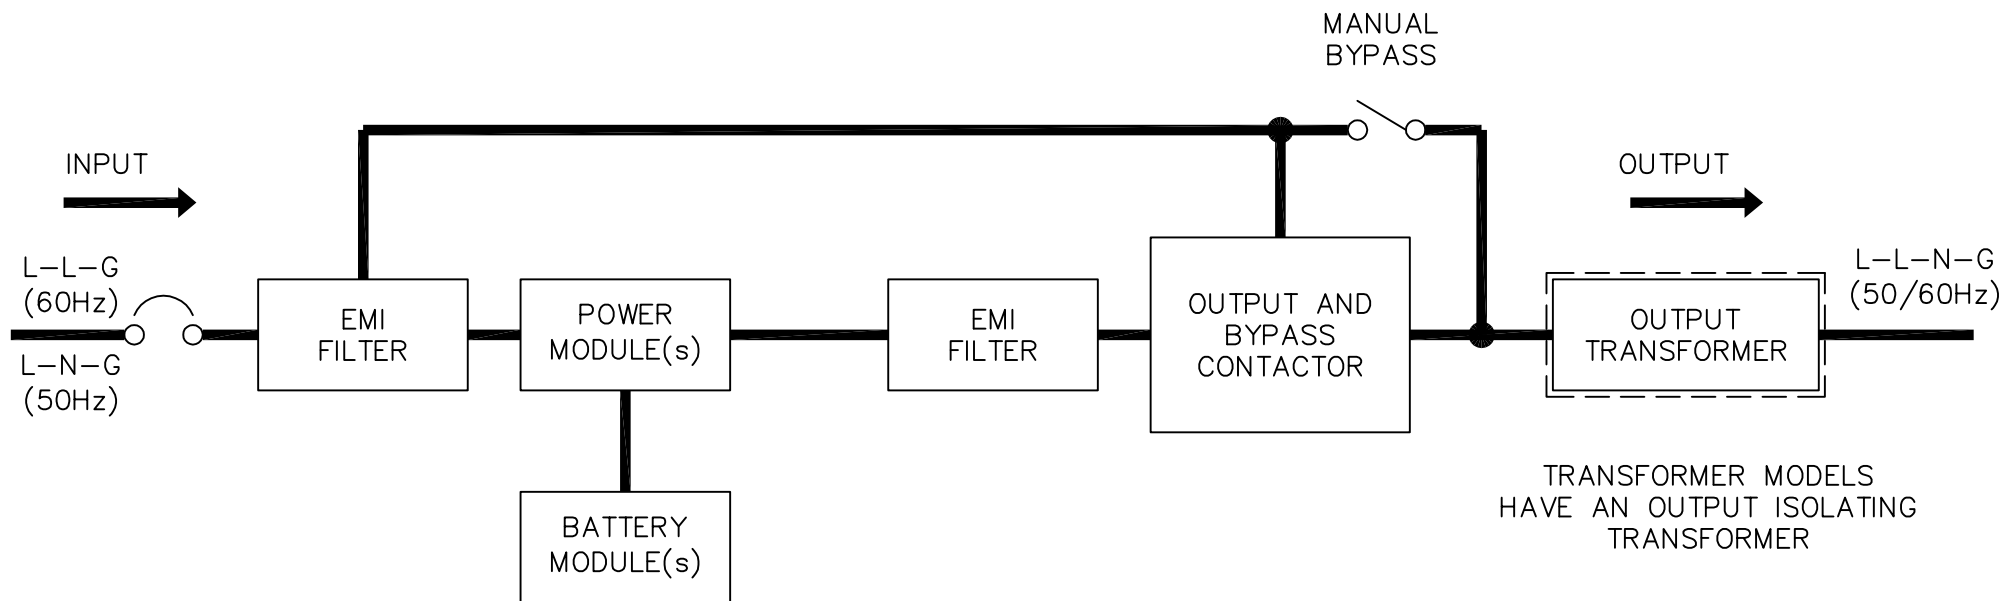 MANUAL
BYPASS
INPUT
OUTPUT
L-L-G
(60Hz)
L-N-G
(50Hz)
EMI
FILTER
POWER
MODULE(s)
EMI
FILTER
OUTPUT AND
BYPASS
CONTACTOR
OUTPUT
TRANSFORMER
L-L-N-G
(50/60Hz)
BATTERY
MODULE(s)
TRANSFORMER MODELS
HAVE AN OUTPUT ISOLATING
TRANSFORMER